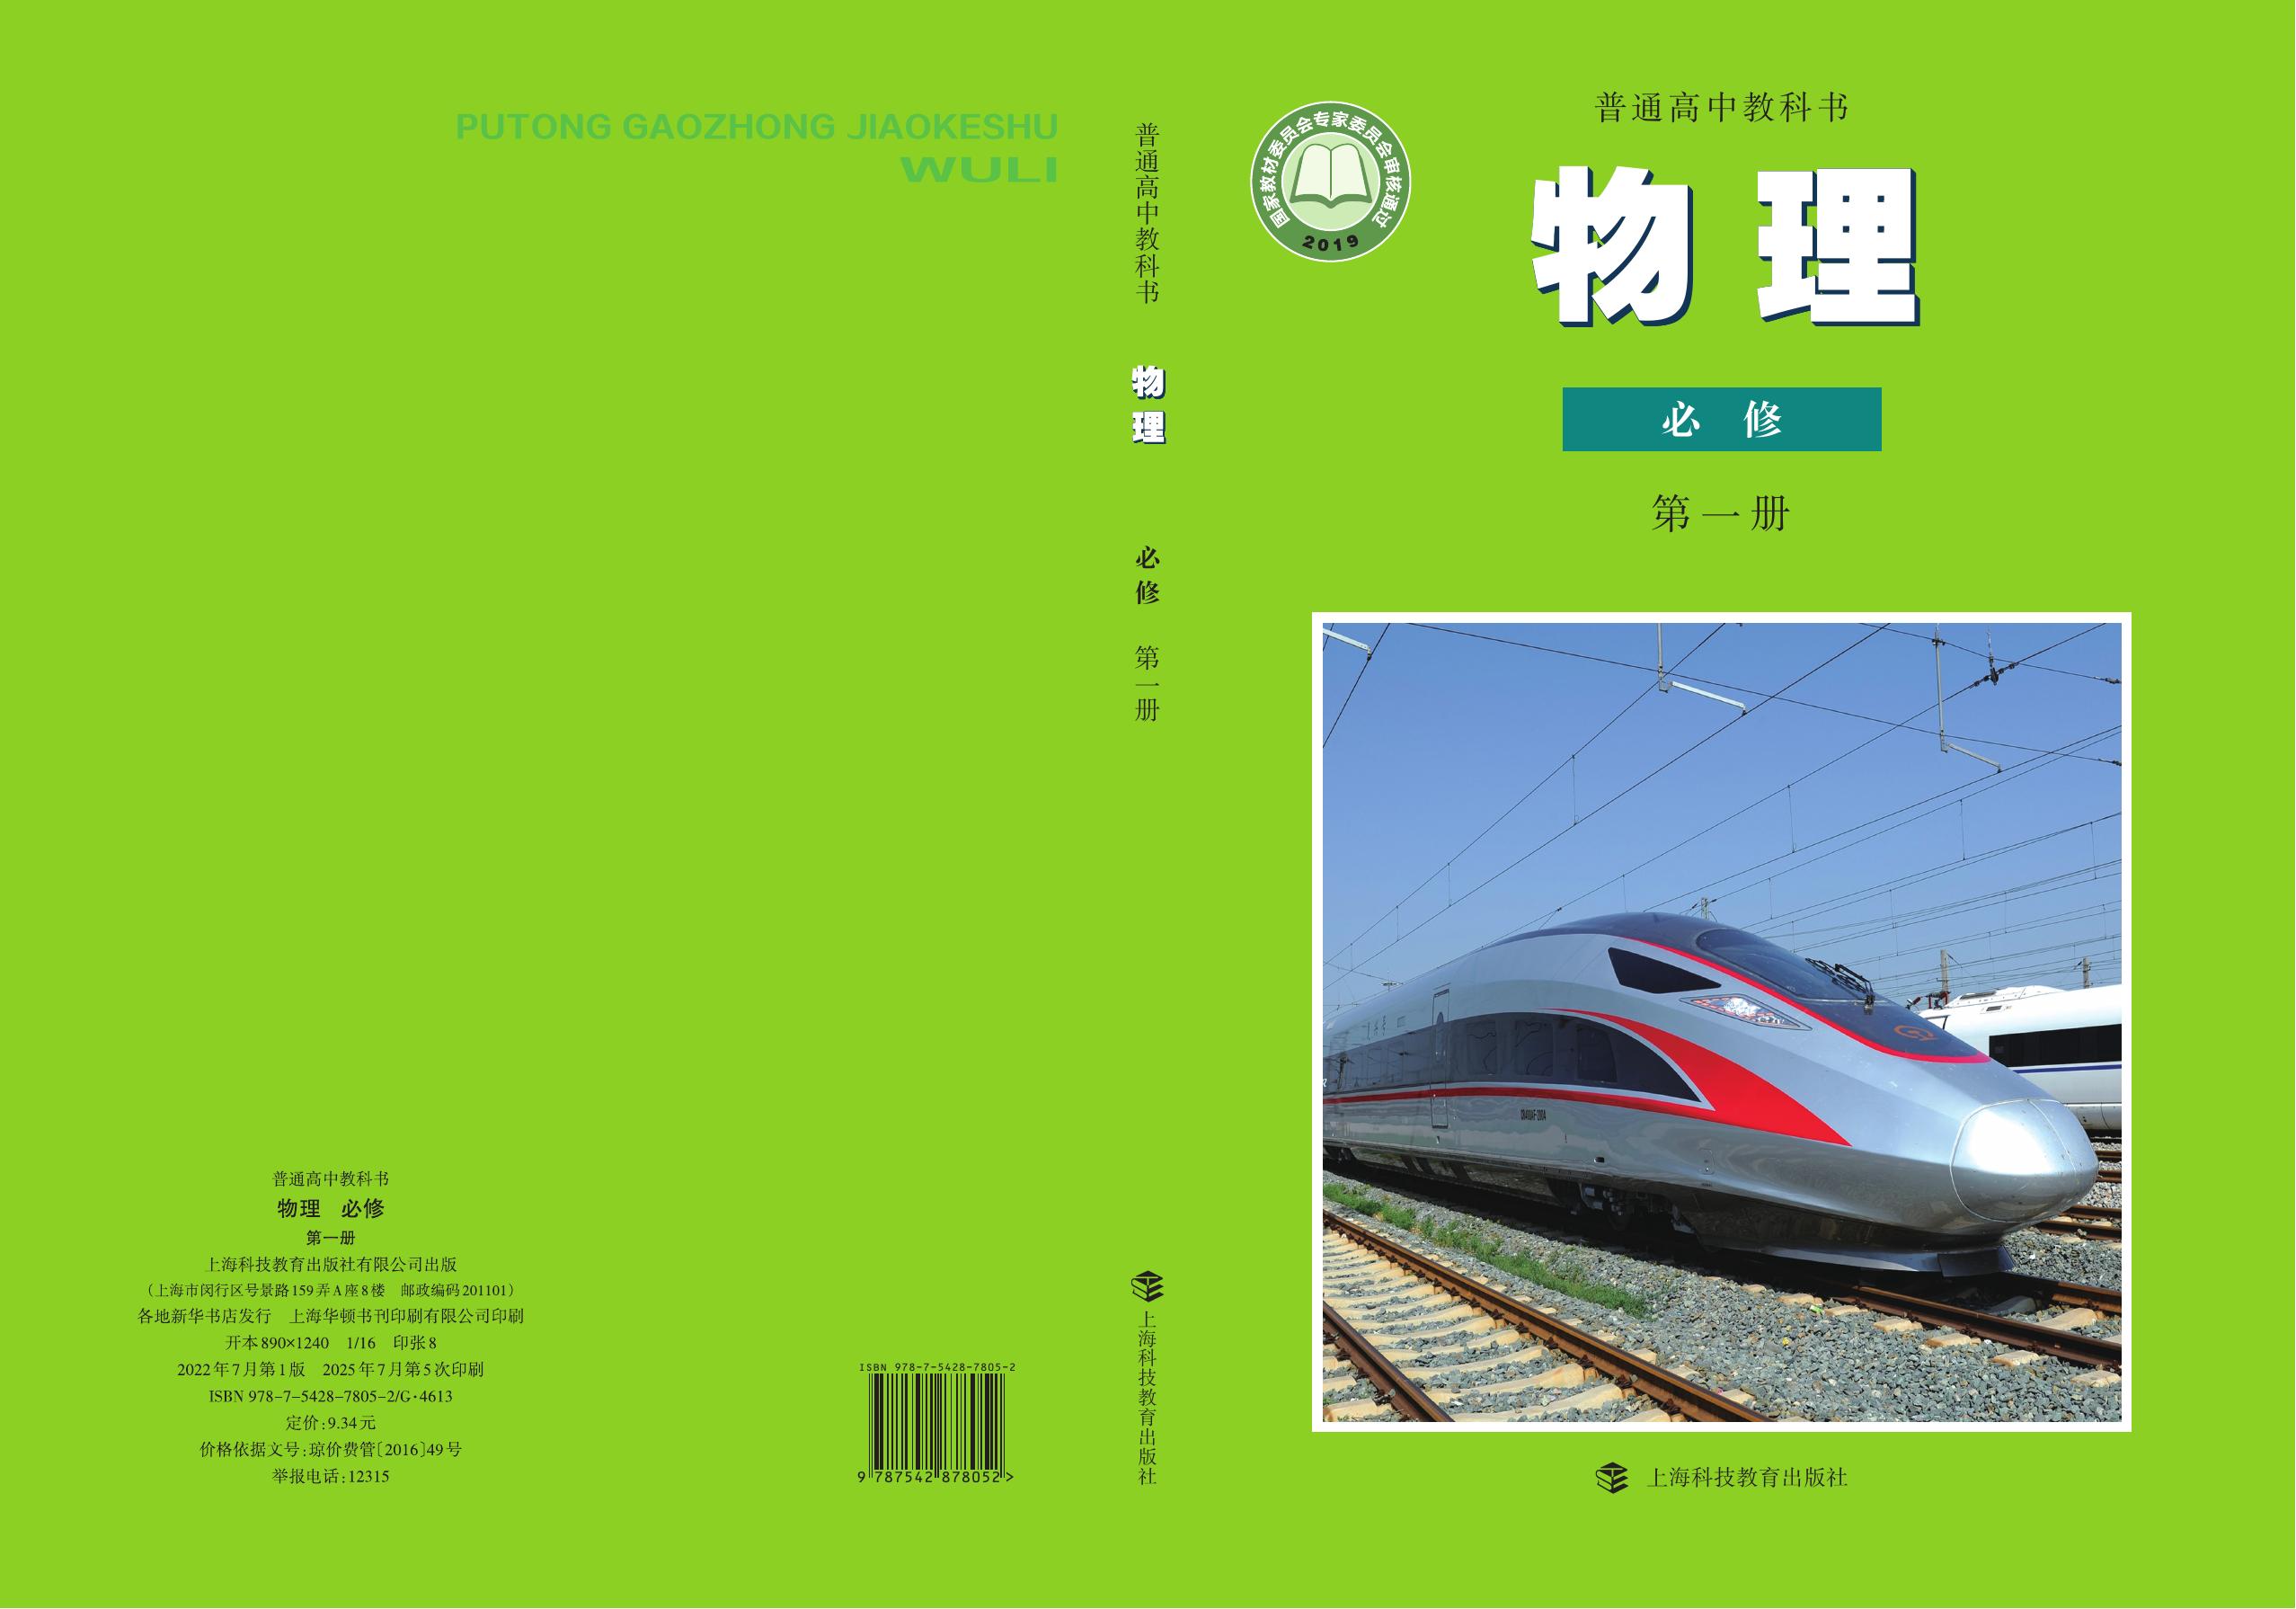 PUTONG GAOZHONG JIAOKESHU
WULI
普通高中教科书
物理 必修
第一册
上海科技教育出版社有限公司出版
(上海市闵行区号景路159弄A座8楼 邮政编码201101)
各地新华书店发行 上海华顿书刊印刷有限公司印刷
开本890×1240 1/16 印张8
2022年7月第1版 2025年7月第5次印刷
ISBN 978-7-5428-7805-2/G·4613
定价:9.34元
价格依据文号:琼价费管〔2016〕49号
举报电话:12315
ISBN 978-7-5428-7805-2
9 787542 878052 >
普通高中教科书
物理
必修
第一册
上海科技教育出版社
国家教材委员会专家委员会审核通过
2019
普通高中教科书
物理
必修
第一册
上海科技教育出版社